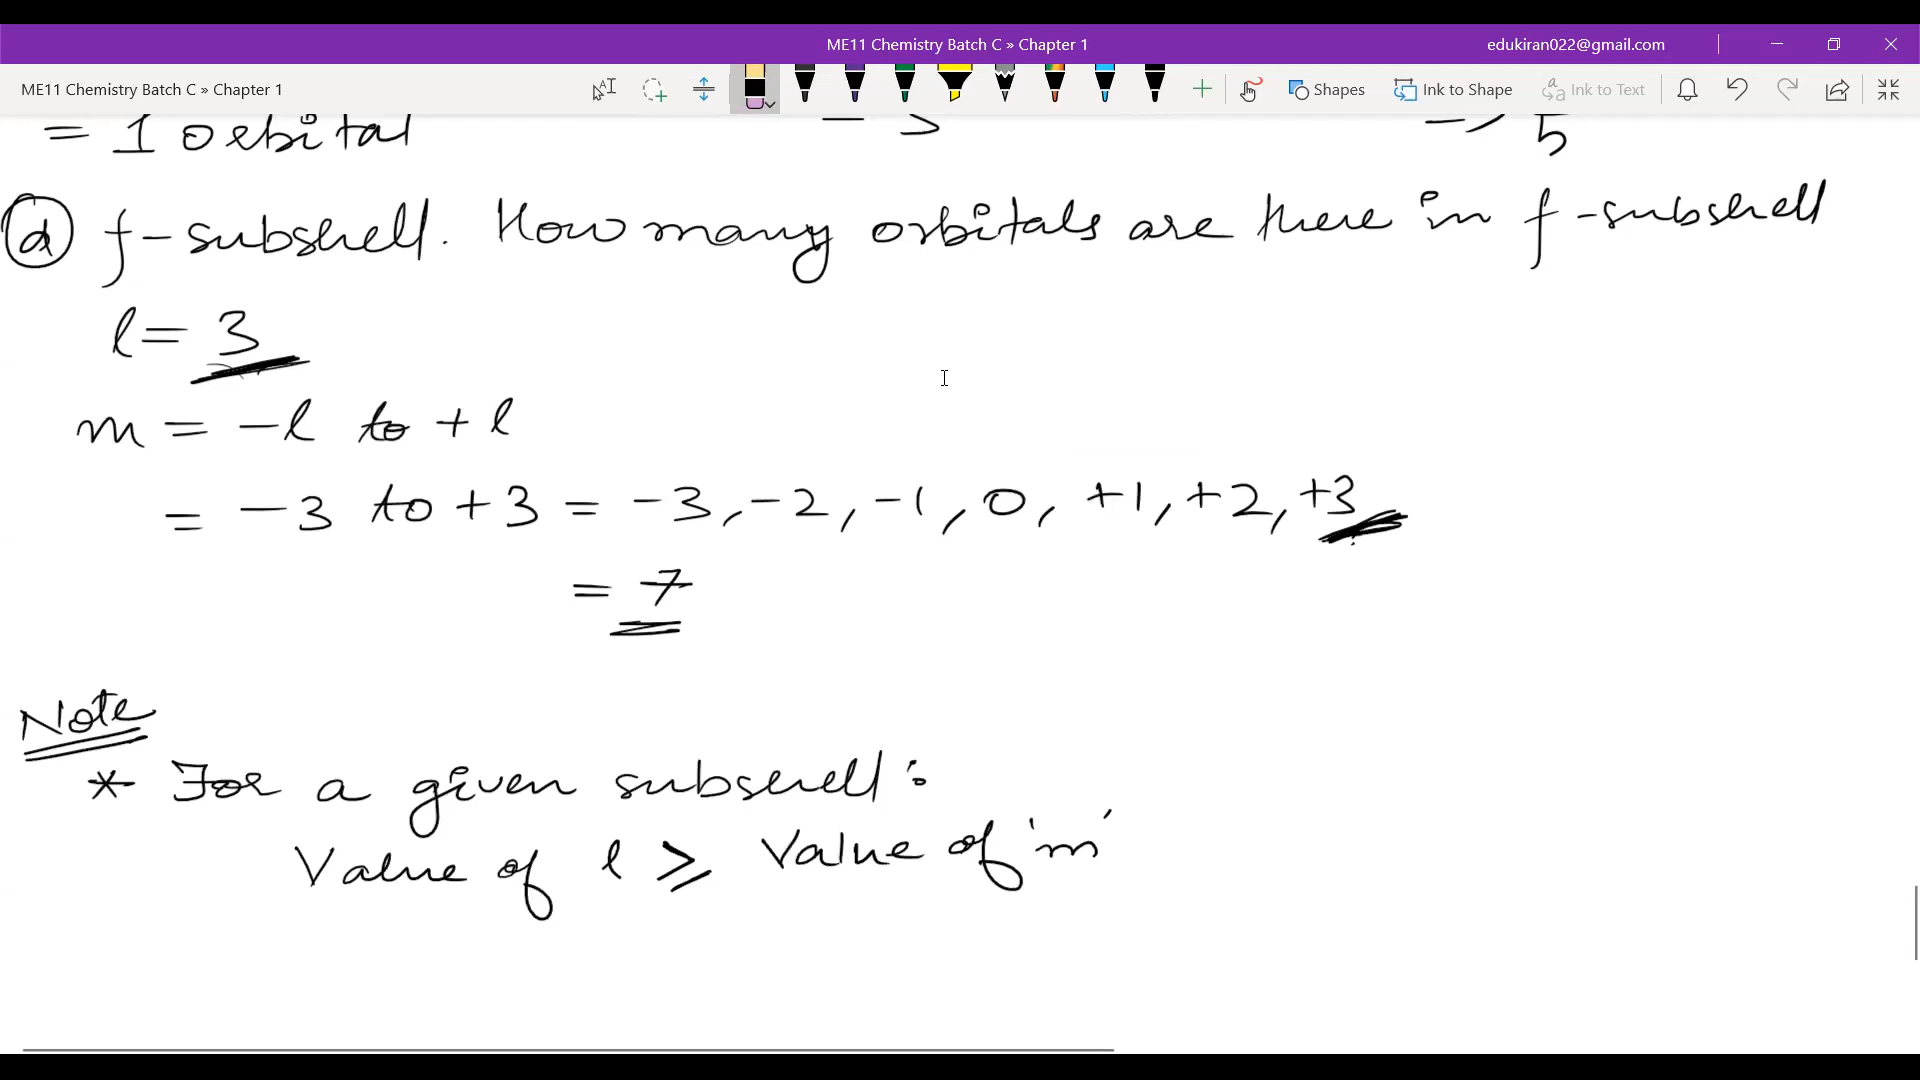 ME11 Chemistry Batch C » Chapter 1
edukiran022@gmail.com
ME11 Chemistry Batch C » Chapter 1
Shapes
Ink to Shape
Ink to Text
= 1 orbital
= 3
=> 5
(d) f-subshell. How many orbitals are there in f-subshell
l = 3
m = -l to +l
= -3 to +3 = -3, -2, -1, 0, +1, +2, +3
= 7
Note
* For a given subshell:
Value of l ≥ Value of 'm'